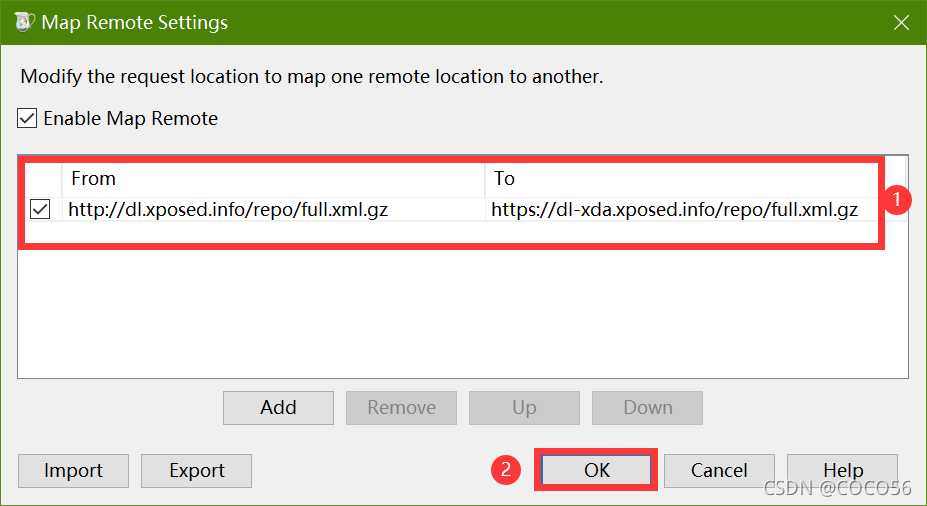 Map Remote Settings
Modify the request location to map one remote location to another.
Enable Map Remote
From To
http://dl.xposed.info/repo/full.xml.gz https://dl-xda.xposed.info/repo/full.xml.gz
1
Add Remove Up Down
Import Export 2 OK Cancel Help
CSDN @COCO56